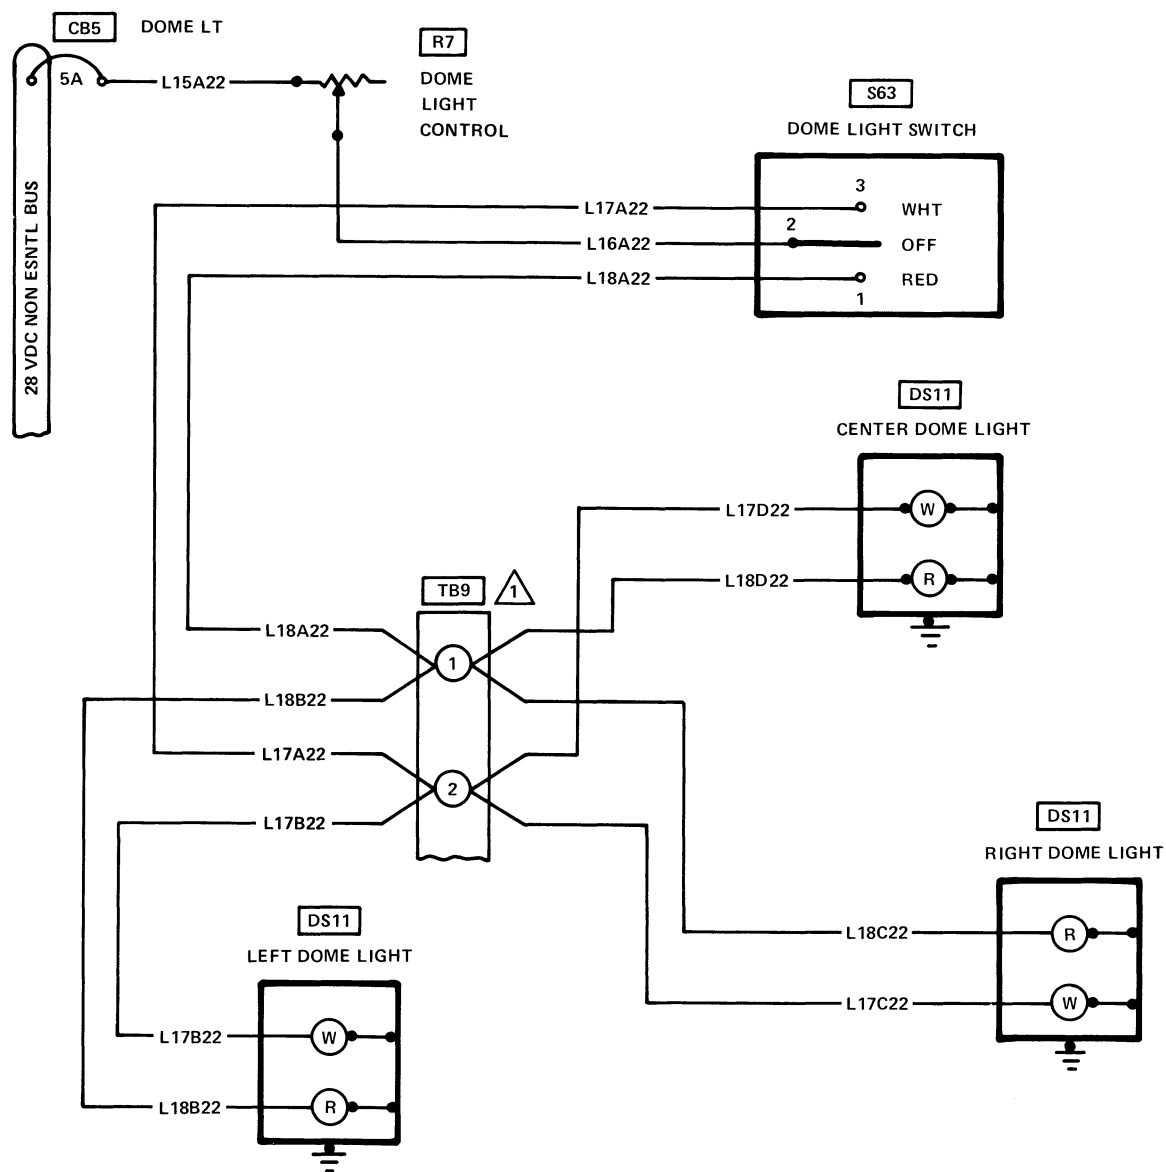 CB5 DOME LT
R7
5A
L15A22
DOME
LIGHT
CONTROL
S63
DOME LIGHT SWITCH
28 VDC NON ESNTL BUS
3
L17A22
WHT
2
L16A22
OFF
L18A22
RED
1
DS11
CENTER DOME LIGHT
L17D22
W
L18D22
R
TB9
1
L18A22
1
L18B22
L17A22
2
L17B22
DS11
RIGHT DOME LIGHT
L18C22
R
L17C22
W
DS11
LEFT DOME LIGHT
L17B22
W
L18B22
R